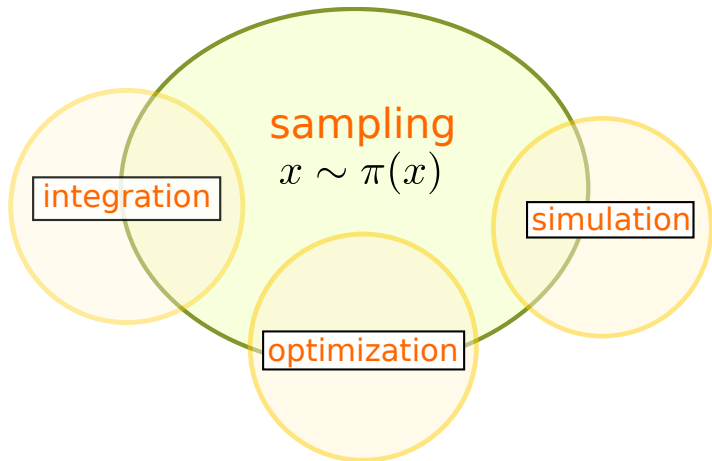 sampling
x ∼ π(x)
integration
simulation
optimization